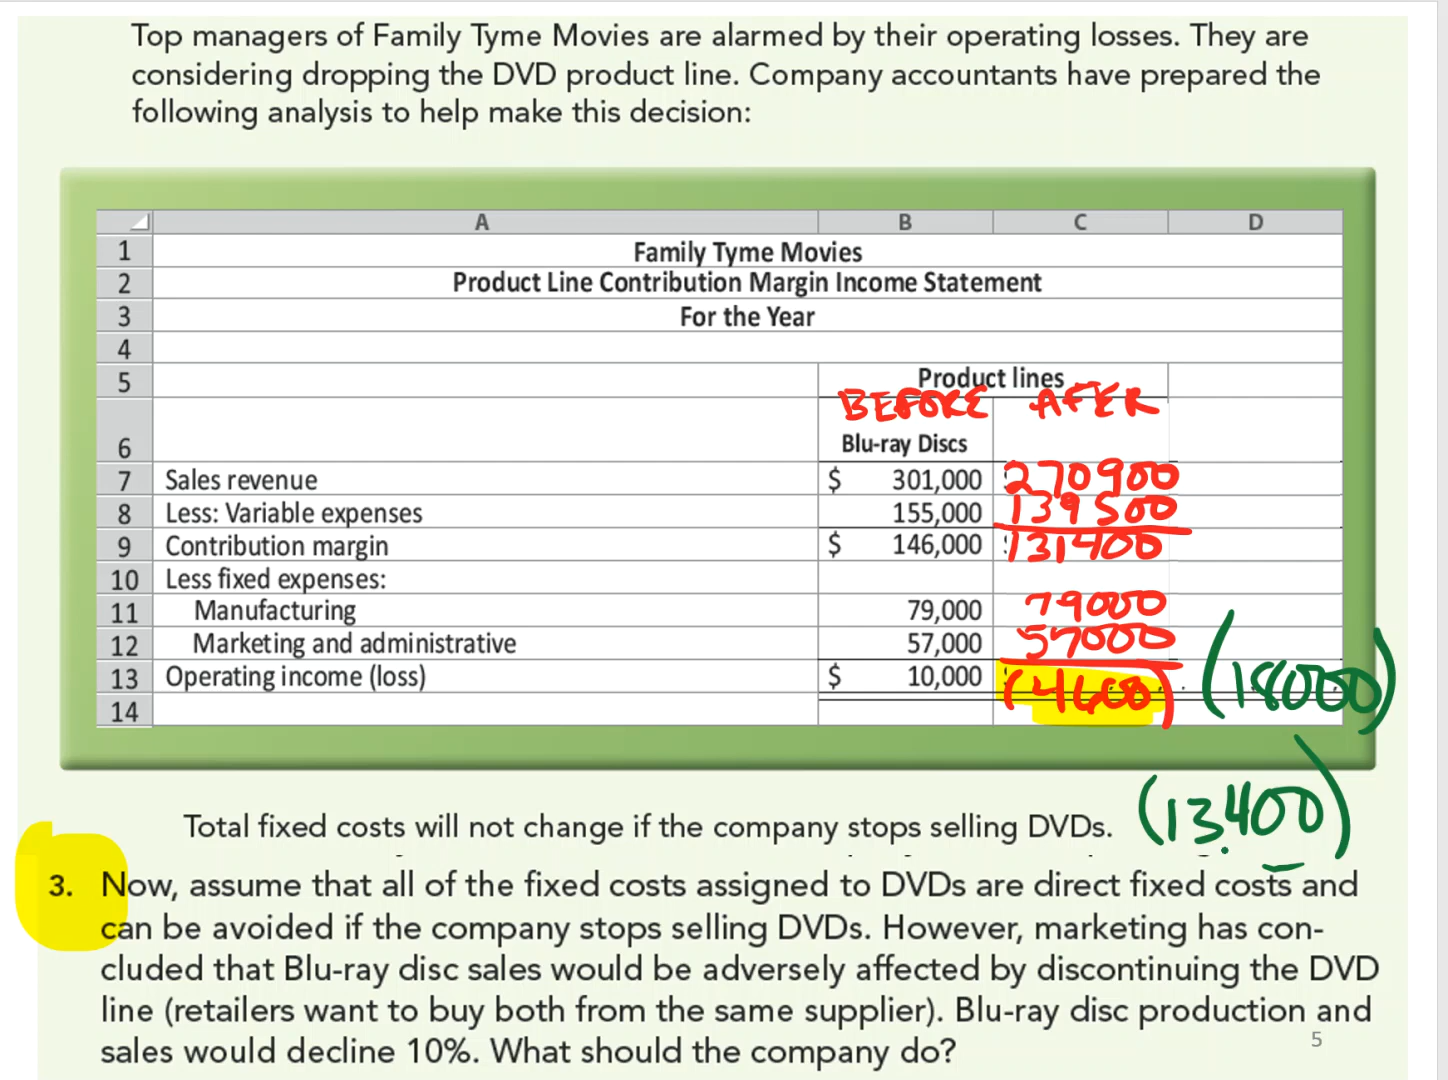 Top managers of Family Tyme Movies are alarmed by their operating losses. They are
considering dropping the DVD product line. Company accountants have prepared the
following analysis to help make this decision:
A B C D
1 Family Tyme Movies
2 Product Line Contribution Margin Income Statement
3 For the Year
4
5 Product lines
BEFORE AFTER
6 Blu-ray Discs
7 Sales revenue $ 301,000 270900
8 Less: Variable expenses 155,000 139500
9 Contribution margin $ 146,000 131400
10 Less fixed expenses:
11 Manufacturing 79,000 79000
12 Marketing and administrative 57,000 57000
13 Operating income (loss) $ 10,000 (4600) (18000)
14
Total fixed costs will not change if the company stops selling DVDs. (13,400)
3. Now, assume that all of the fixed costs assigned to DVDs are direct fixed costs and
can be avoided if the company stops selling DVDs. However, marketing has con-
cluded that Blu-ray disc sales would be adversely affected by discontinuing the DVD
line (retailers want to buy both from the same supplier). Blu-ray disc production and
sales would decline 10%. What should the company do?
5